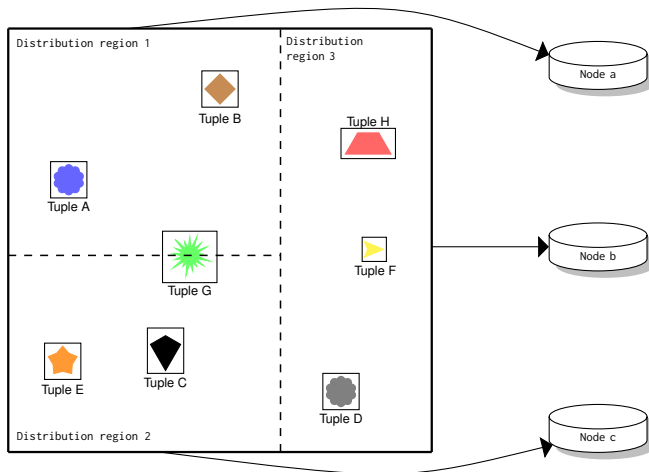 Distribution region 1
Distribution
region 3
Node a
Tuple B
Tuple H
Tuple A
Node b
Tuple F
Tuple G
Tuple C
Tuple E
Tuple D
Distribution region 2
Node c